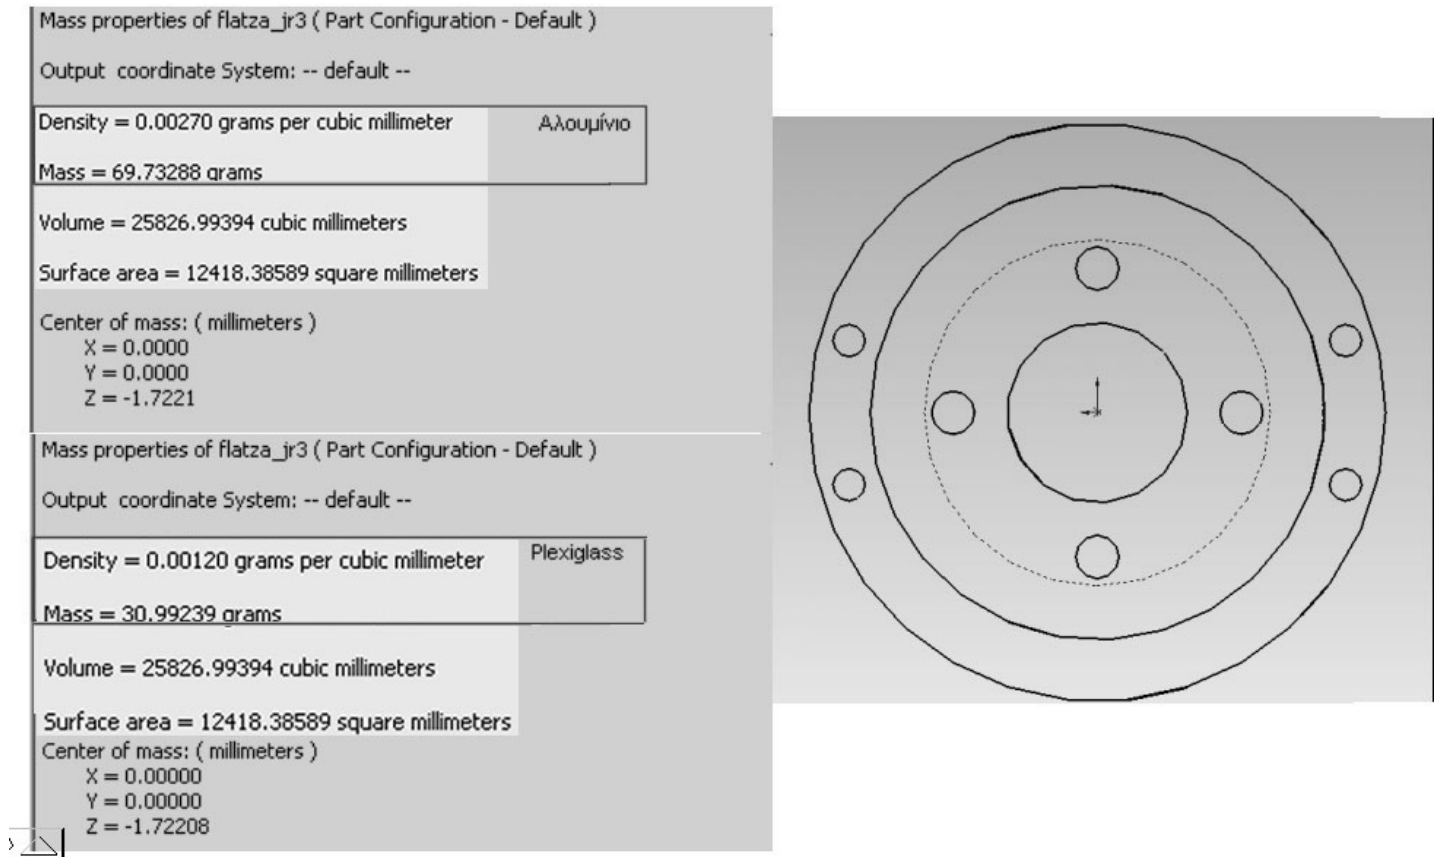 Mass properties of flatza_jr3 ( Part Configuration - Default )
Output coordinate System: -- default --
Density = 0.00270 grams per cubic millimeter Αλουμίνιο
Mass = 69.73288 grams
Volume = 25826.99394 cubic millimeters
Surface area = 12418.38589 square millimeters
Center of mass: ( millimeters )
X = 0.0000
Y = 0.0000
Z = -1.7221
Mass properties of flatza_jr3 ( Part Configuration - Default )
Output coordinate System: -- default --
Density = 0.00120 grams per cubic millimeter Plexiglass
Mass = 30.99239 grams
Volume = 25826.99394 cubic millimeters
Surface area = 12418.38589 square millimeters
Center of mass: ( millimeters )
X = 0.00000
Y = 0.00000
Z = -1.72208